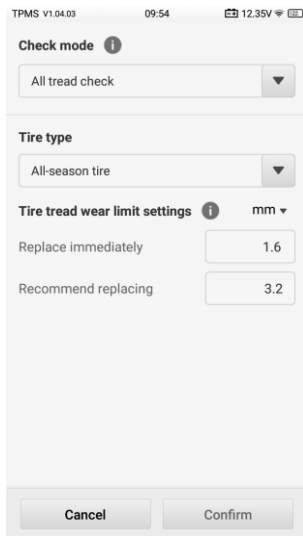 TPMS V1.04.03 09:54 12.35V
Check mode i
All tread check
Tire type
All-season tire
Tire tread wear limit settings i mm
Replace immediately 1.6
Recommend replacing 3.2
Cancel Confirm